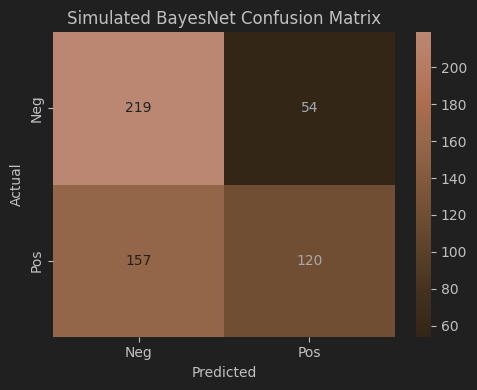 Simulated BayesNet Confusion Matrix
Actual
Neg
219
54
Pos
157
120
Neg
Pos
Predicted
200
180
160
140
120
100
80
60